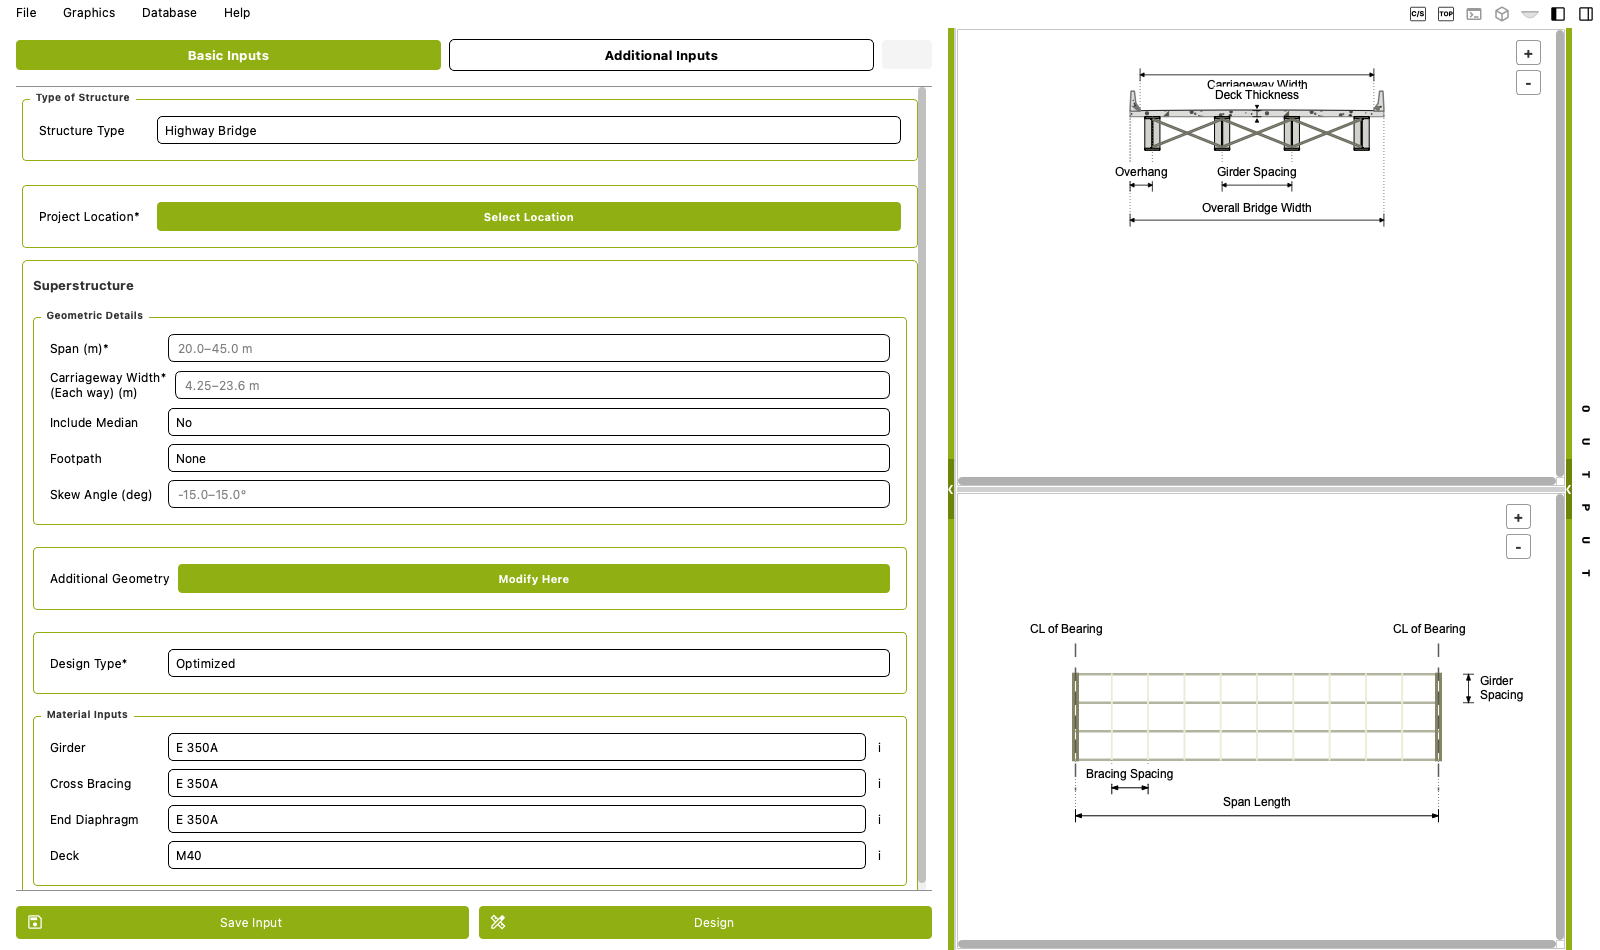 File Graphics Database Help
C/S TOP
Basic Inputs Additional Inputs
Type of Structure
Structure Type Highway Bridge
Project Location* Select Location
Superstructure
Geometric Details
Span (m)* 20.0–45.0 m
Carriageway Width*
(Each way) (m) 4.25–23.6 m
Include Median No
Footpath None
Skew Angle (deg) -15.0–15.0°
Additional Geometry Modify Here
Design Type* Optimized
Material Inputs
Girder E 350A i
Cross Bracing E 350A i
End Diaphragm E 350A i
Deck M40 i
Save Input Design
+
-
Carriageway Width
Deck Thickness
Overhang Girder Spacing
Overall Bridge Width
+
-
CL of Bearing CL of Bearing
Girder
Spacing
Bracing Spacing
Span Length
OUTPUT